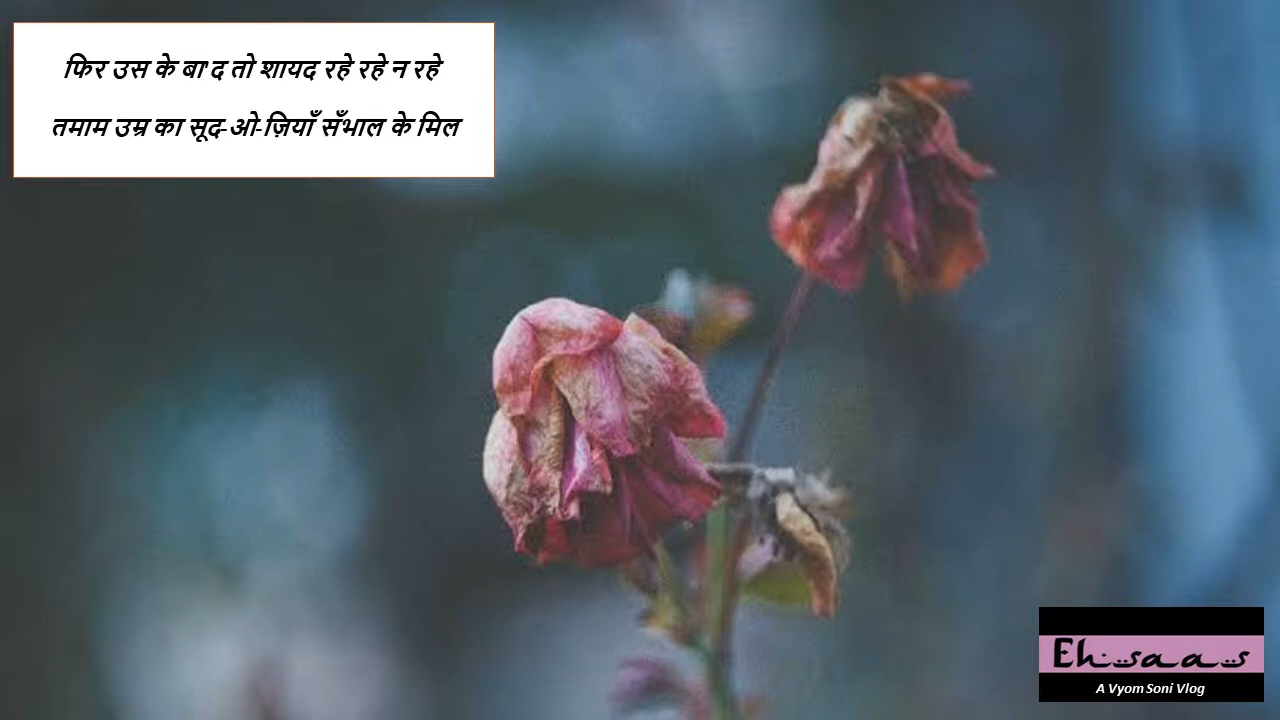 फिर उस के बा'द तो शायद रहे रहे न रहे
तमाम उम्र का सूद-ओ-ज़ियाँ सँभाल के मिल
Ehsaas
A Vyom Soni Vlog